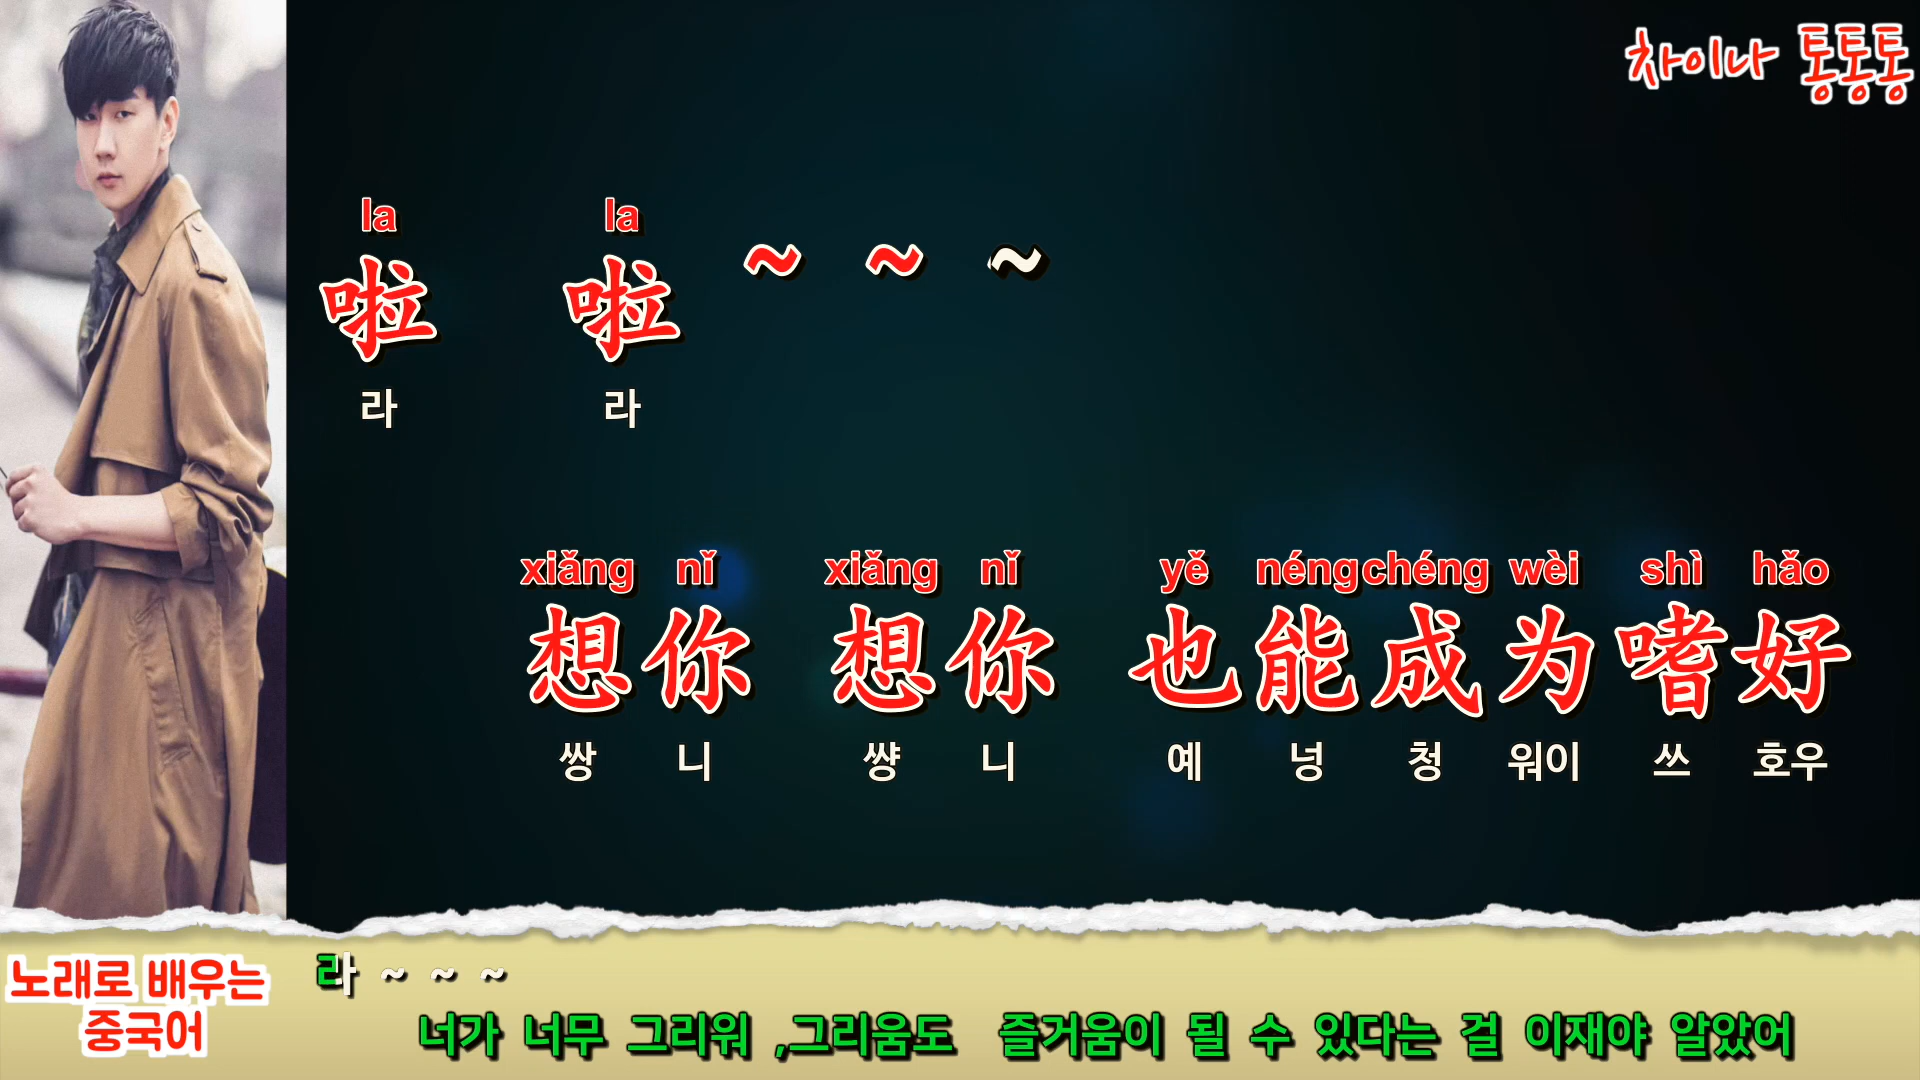 차이나 통통통
la la
啦 啦 ~ ~ ~
라 라
xiǎng nǐ xiǎng nǐ yě néng chéng wèi shì hǎo
想你 想你 也能成为嗜好
쌍 니 썅 니 예 넝 청 워이 쓰 호우
노래로 배우는
중국어
라 ~ ~ ~
너가 너무 그리워 ,그리움도 즐거움이 될 수 있다는 걸 이재야 알았어